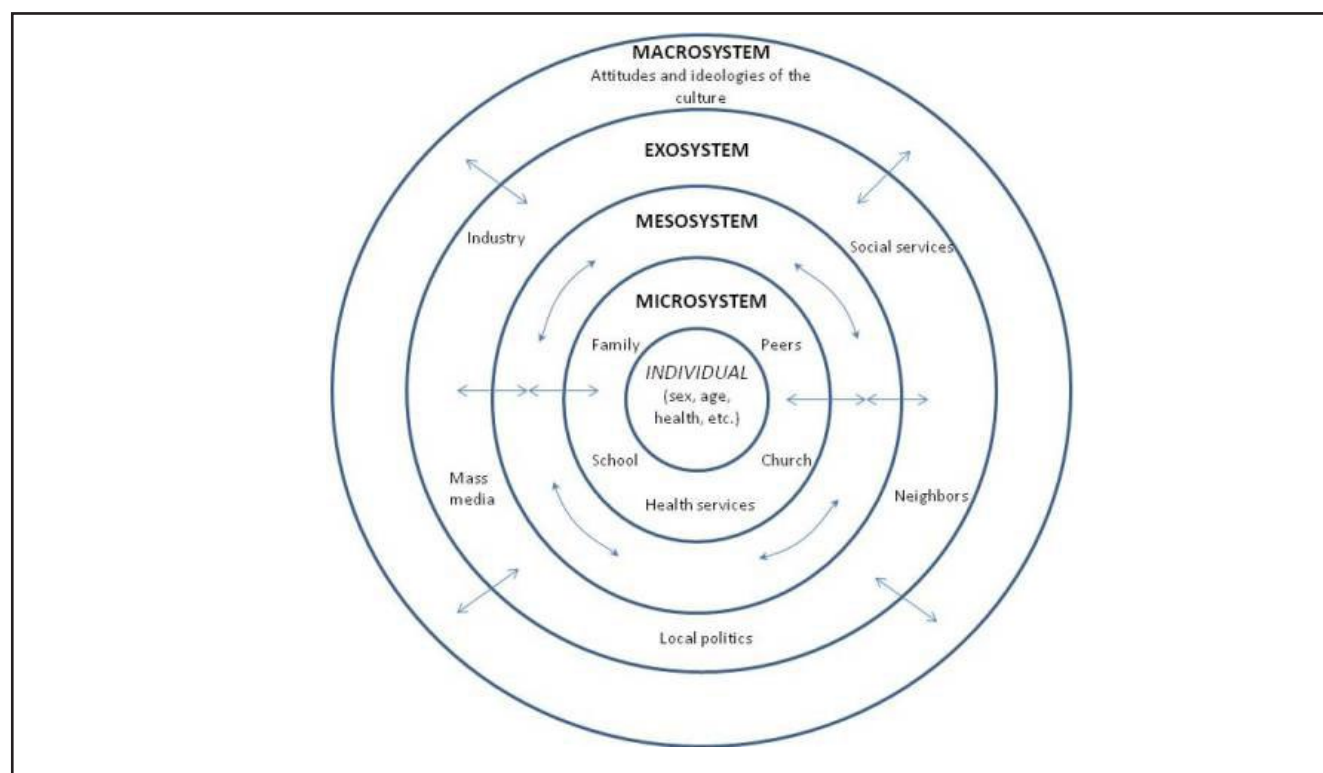 MACROSYSTEM
Attitudes and ideologies of the
culture
EXOSYSTEM
MESOSYSTEM
Industry
Social services
MICROSYSTEM
Family
Peers
INDIVIDUAL
(sex, age,
health, etc.)
School
Church
Mass
media
Neighbors
Health services
Local politics